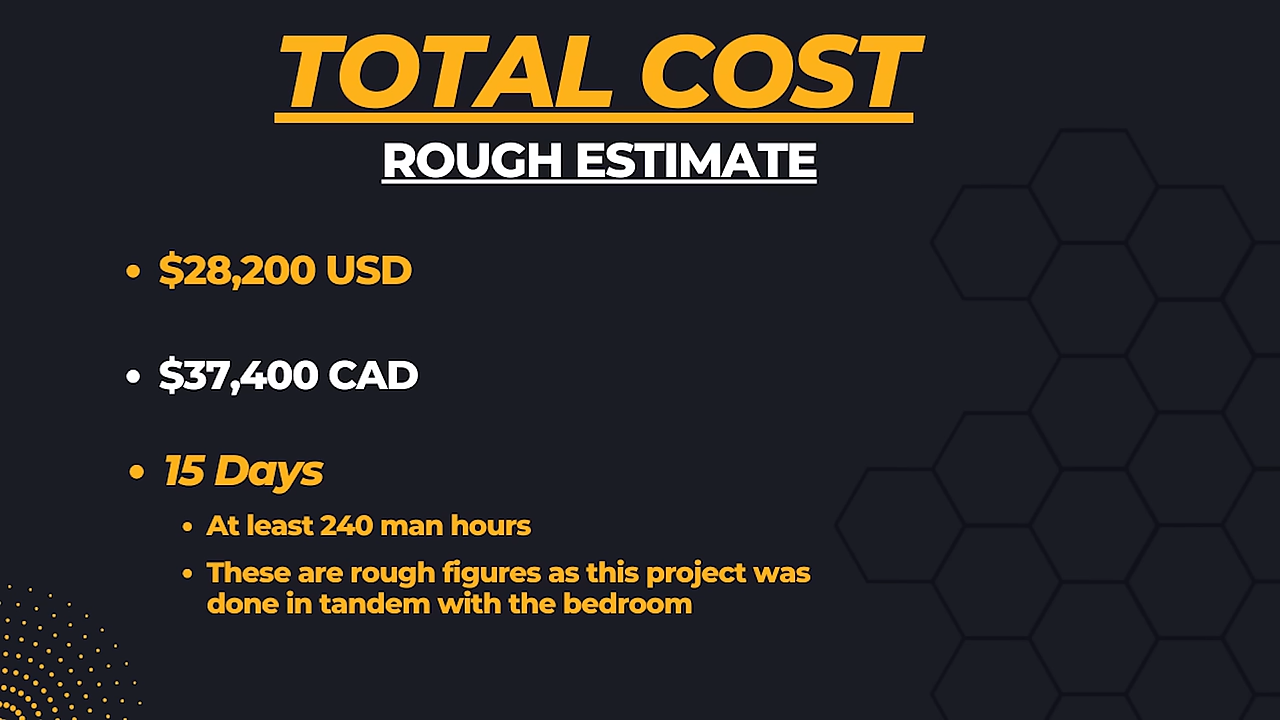 TOTAL COST
ROUGH ESTIMATE
• $28,200 USD
• $37,400 CAD
• 15 Days
• At least 240 man hours
• These are rough figures as this project was
done in tandem with the bedroom